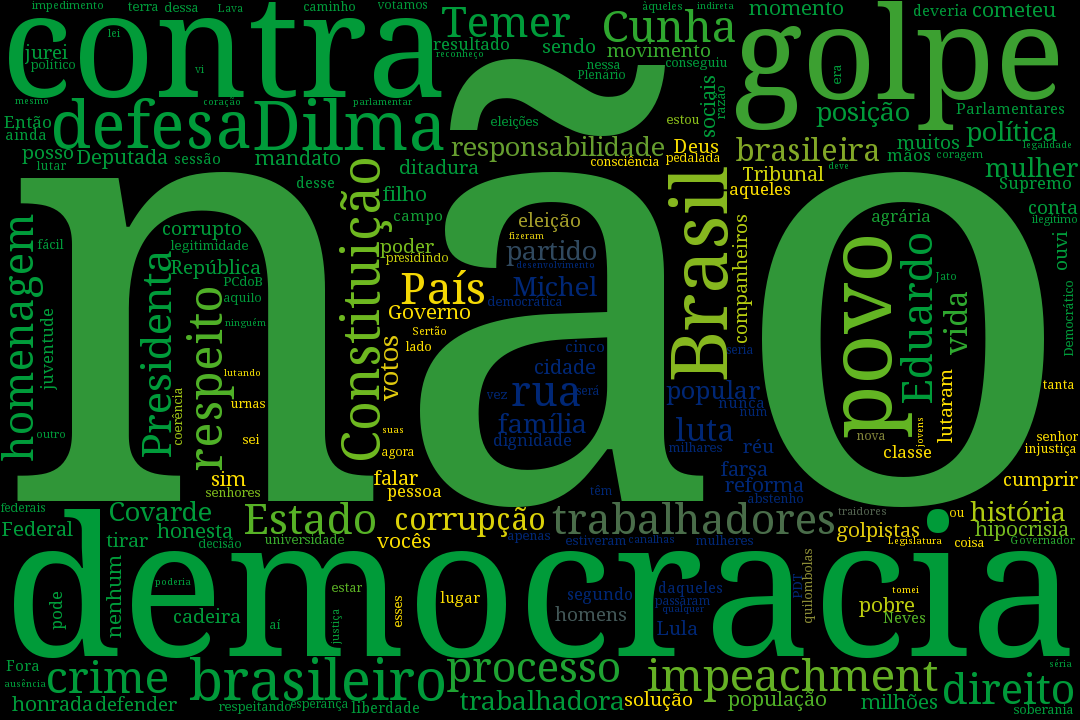 impedimento
terra
dessa
Lava
caminho
votamos
àqueles
indireta
momento
deveria
cometeu
contra
Temer
Cunha
golpe
jurei
político
lei
vi
resultado
reconheço
sendo
movimento
nessa
Plenário
conseguiu
era
mesmo
coração
parlamentar
Então
ainda
defesa
Dilma
eleições
estou
sociais
razão
posição
Parlamentares
política
legalidade
posso
lutar
Deputada
sessão
mandato
ditadura
responsabilidade
consciência
Deus
pedalada
brasileira
muitos
mãos
coragem
deve
Tribunal
aqueles
mulher
Supremo
desse
filho
campo
não
homenagem
fácil
corrupto
legitimidade
República
PCdoB
aquilo
ninguém
Presidenta
respeito
Constituição
poder
presidindo
eleição
fizeram
partido
desenvolvimento
País
Michel
democrática
Governo
Sertão
lado
Brasil
companheiros
agrária
conta
ilegítimo
ouvi
povo
Eduardo
Jato
vida
Democrático
juventude
coerência
lutando
urnas
sei
outro
votos
suas
agora
cinco
cidade
vez
rua
será
família
dignidade
seria
popular
nunca
num
luta
milhares
réu
farsa
reforma
abstenho
nova
jovens
classe
lutaram
tanta
senhor
injustiça
cumprir
sim
senhores
falar
pessoa
têm
federais
Federal
Covarde
honesta
tirar
decisão
Estado
universidade
corrupção
vocês
trabalhadores
apenas
estiveram
canalhas
mulheres
traidores
golpistas
Legislatura
ou
coisa
história
hipocrisia
Governador
democracia
pode
nenhum
poderia
cadeira
aí
estar
justiça
esses
lugar
segundo
homens
daqueles
passaram
qualquer
Lula
PDT
quilombolas
tomei
pobre
Neves
Fora
ausência
crime
brasileiro
processo
impeachment
direito
séria
honrada
defender
respeitando
esperança
liberdade
trabalhadora
solução
população
milhões
soberania